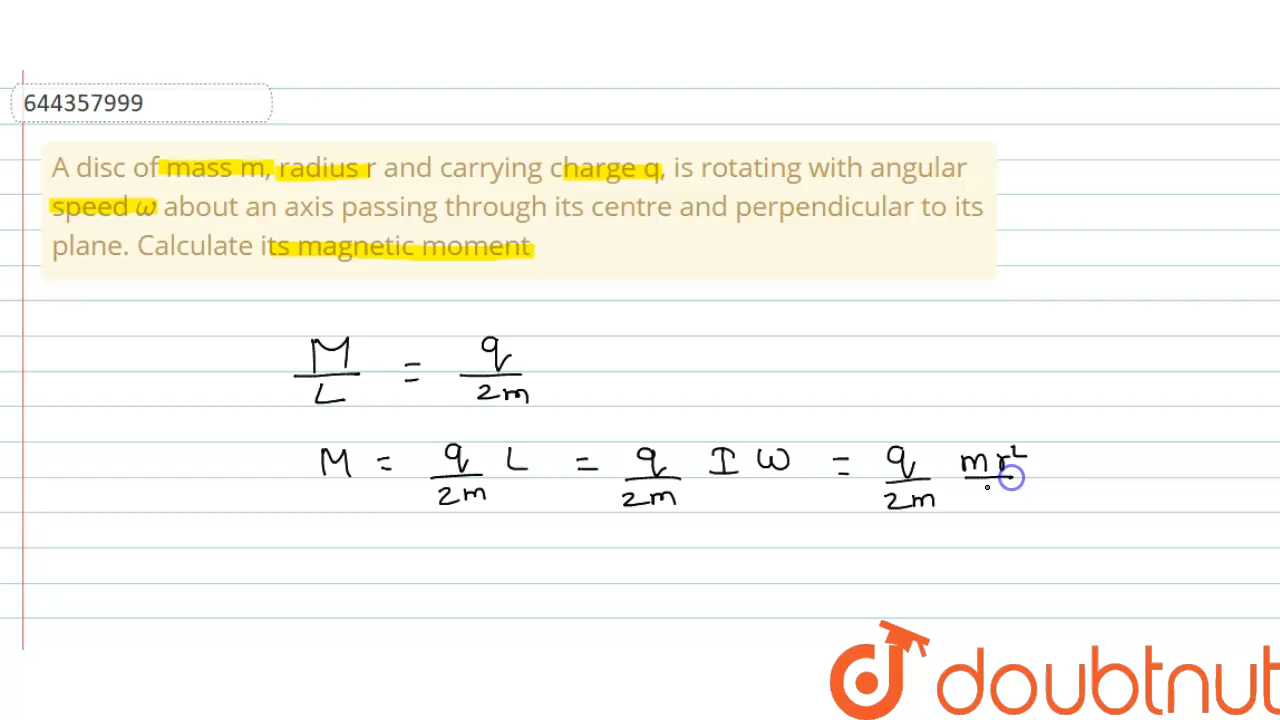 644357999
A disc of mass m, radius r and carrying charge q, is rotating with angular
speed ω about an axis passing through its centre and perpendicular to its
plane. Calculate its magnetic moment
M/L = q/2m
M = q/2m L = q/2m I ω = q/2m mr²
doubtnut